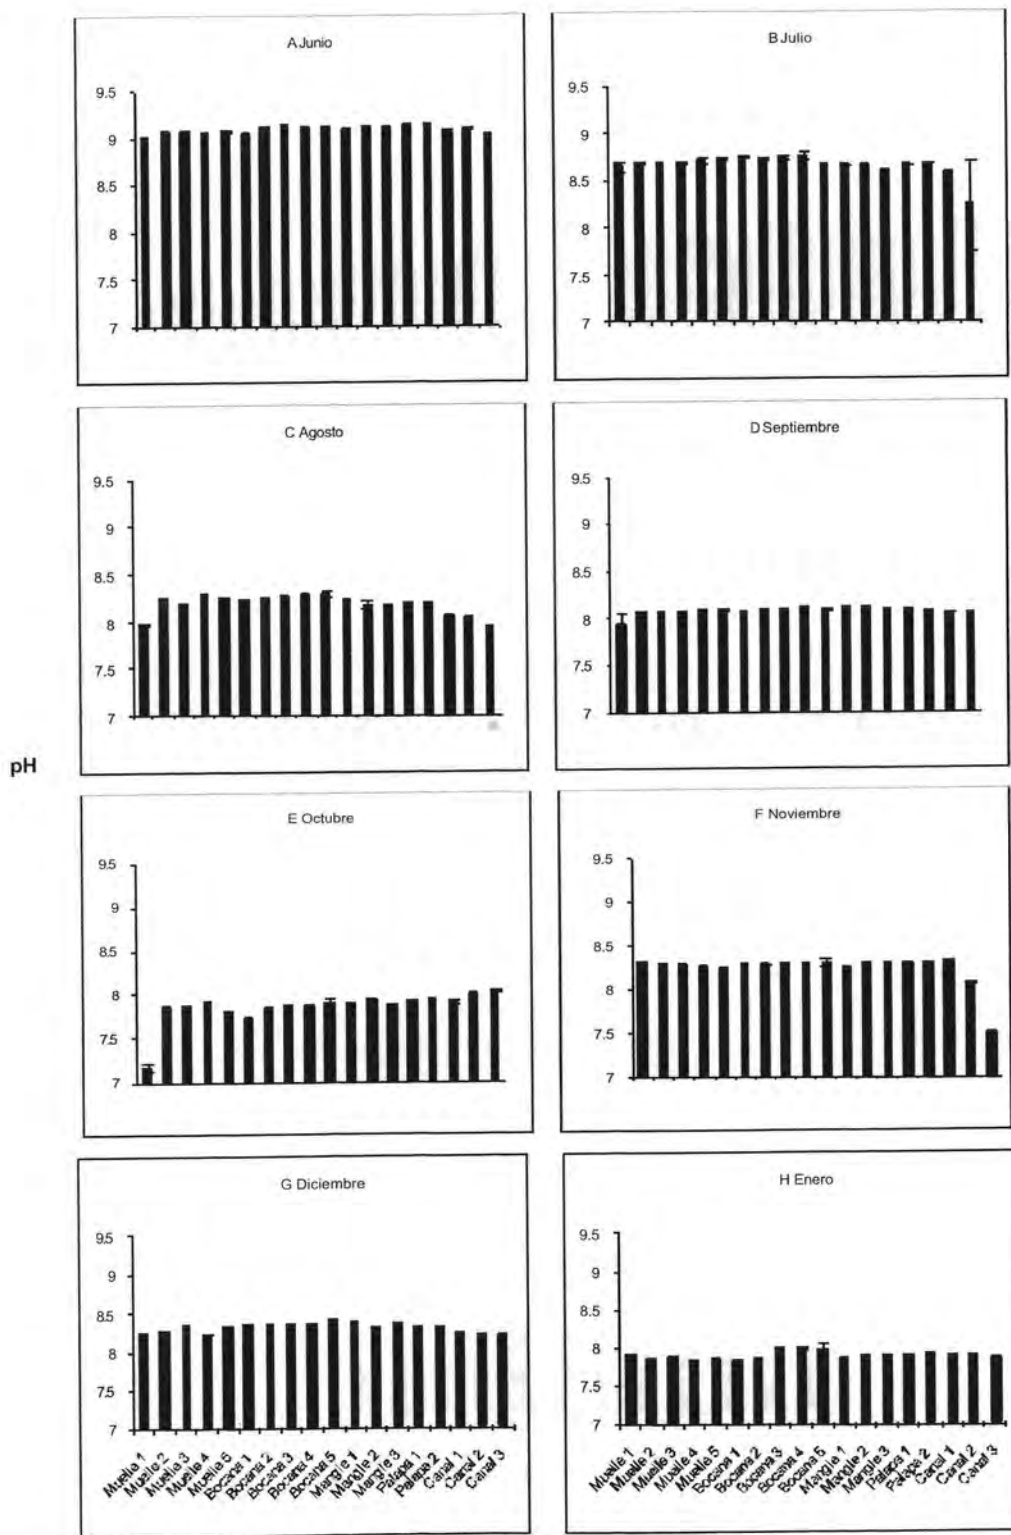 A Junio
9.5
9
8.5
8
7.5
7
B Julio
9.5
9
8.5
8
7.5
7
C Agosto
9.5
9
8.5
8
7.5
7
D Septiembre
9.5
9
8.5
8
7.5
7
pH
E Octubre
9.5
9
8.5
8
7.5
7
F Noviembre
9.5
9
8.5
8
7.5
7
G Diciembre
9.5
9
8.5
8
7.5
7
Muelle 1
Muelle 2
Muelle 3
Muelle 4
Muelle 5
Bocana 1
Bocana 2
Bocana 3
Bocana 4
Bocana 5
Mangle 1
Mangle 2
Mangle 3
Palapa 1
Palapa 2
Canal 1
Canal 2
Canal 3
H Enero
9.5
9
8.5
8
7.5
7
Muelle 1
Muelle 2
Muelle 3
Muelle 4
Muelle 5
Bocana 1
Bocana 2
Bocana 3
Bocana 4
Bocana 5
Mangle 1
Mangle 2
Mangle 3
Palapa 1
Palapa 2
Canal 1
Canal 2
Canal 3